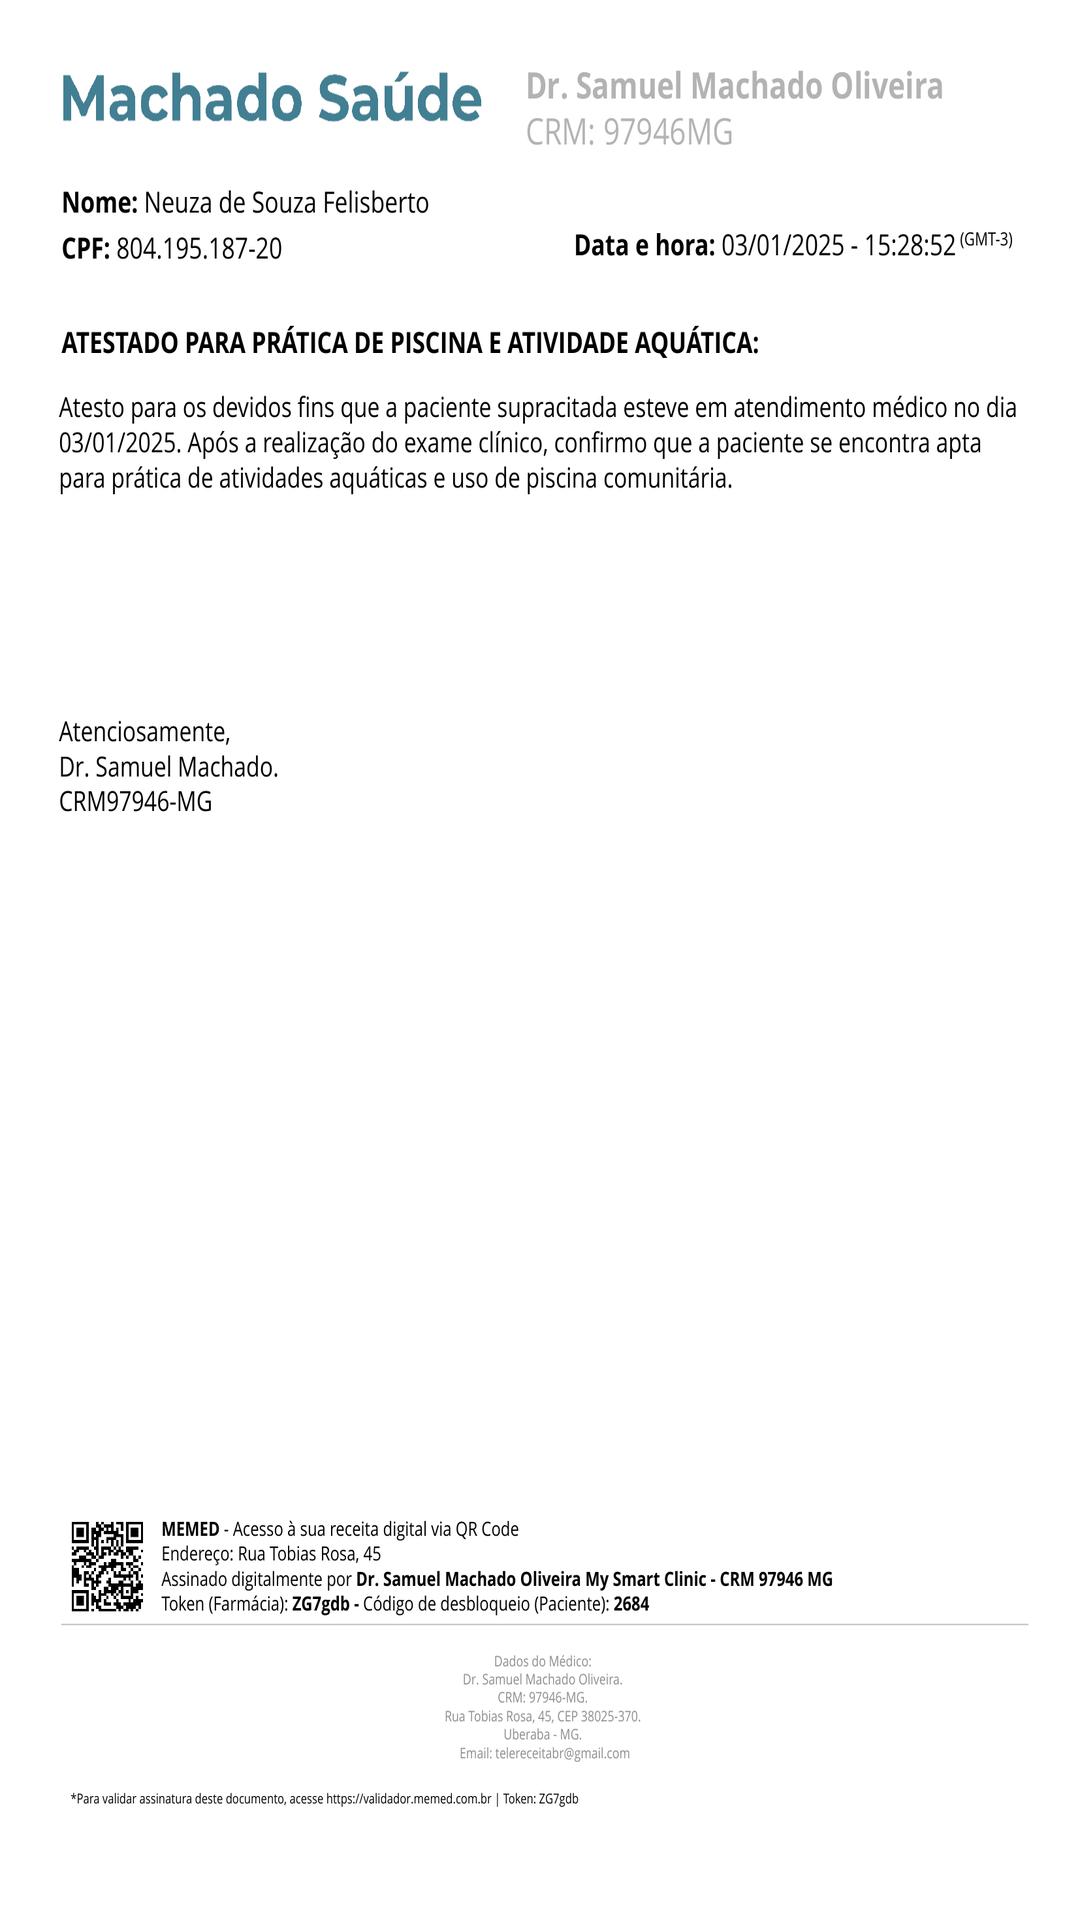 Machado Saúde
Dr. Samuel Machado Oliveira
CRM: 97946MG
Nome: Neuza de Souza Felisberto
CPF: 804.195.187-20
Data e hora: 03/01/2025 - 15:28:52 (GMT-3)
ATESTADO PARA PRÁTICA DE PISCINA E ATIVIDADE AQUÁTICA:
Atesto para os devidos fins que a paciente supracitada esteve em atendimento médico no dia
03/01/2025. Após a realização do exame clínico, confirmo que a paciente se encontra apta
para prática de atividades aquáticas e uso de piscina comunitária.
Atenciosamente,
Dr. Samuel Machado.
CRM97946-MG
MEMED - Acesso à sua receita digital via QR Code
Endereço: Rua Tobias Rosa, 45
Assinado digitalmente por Dr. Samuel Machado Oliveira My Smart Clinic - CRM 97946 MG
Token (Farmácia): ZG7gdb - Código de desbloqueio (Paciente): 2684
Dados do Médico:
Dr. Samuel Machado Oliveira.
CRM: 97946-MG.
Rua Tobias Rosa, 45, CEP 38025-370.
Uberaba - MG.
Email: telereceitabr@gmail.com
*Para validar assinatura deste documento, acesse https://validador.memed.com.br | Token: ZG7gdb